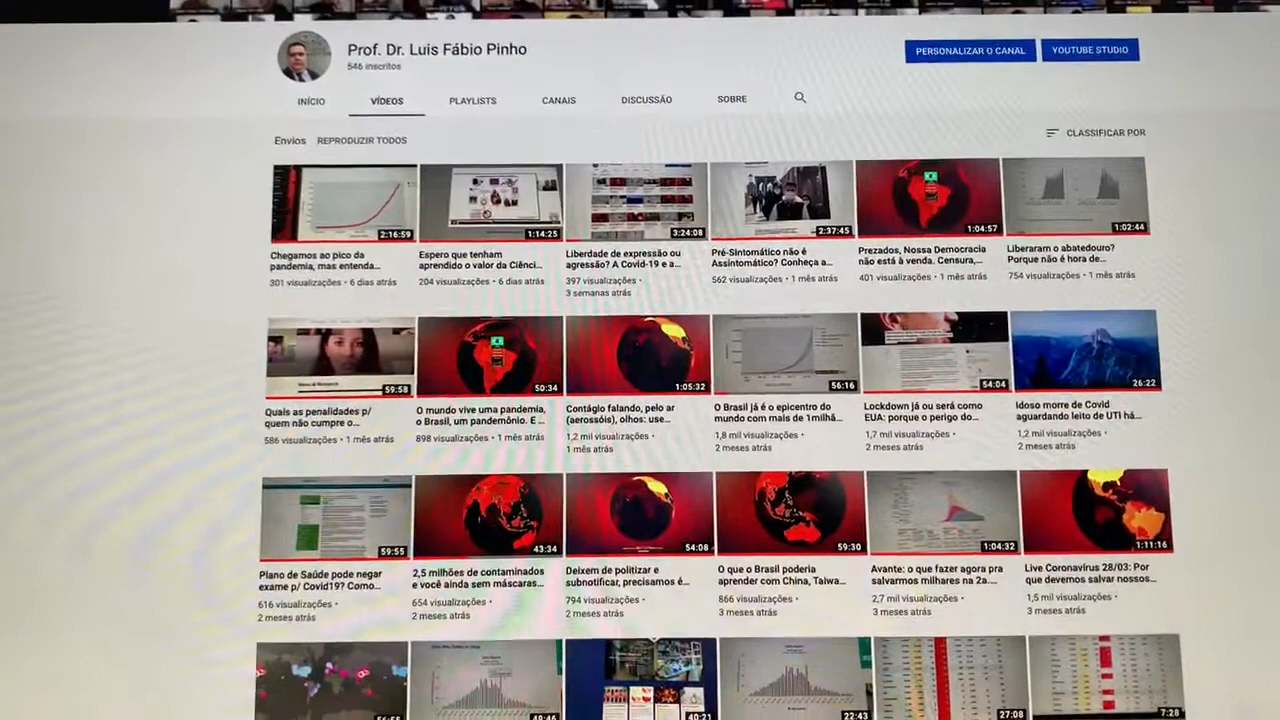 Prof. Dr. Luis Fábio Pinho
546 inscritos
PERSONALIZAR O CANAL
YOUTUBE STUDIO
INÍCIO
VÍDEOS
PLAYLISTS
CANAIS
DISCUSSÃO
SOBRE
Envios
REPRODUZIR TODOS
CLASSIFICAR POR
2:16:59
1:14:25
3:24:08
2:37:45
1:04:57
1:02:44
Chegamos ao pico da
pandemia, mas entenda...
301 visualizações • 6 dias atrás
Espero que tenham
aprendido o valor da Ciênci...
204 visualizações • 6 dias atrás
Liberdade de expressão ou
agressão? A Covid-19 e a...
397 visualizações •
3 semanas atrás
Pré-Sintomático não é
Assintomático? Conheça a...
562 visualizações • 1 mês atrás
Prezados, Nossa Democracia
não está à venda. Censura,...
401 visualizações • 1 mês atrás
Liberaram o abatedouro?
Porque não é hora de...
754 visualizações • 1 mês atrás
59:58
50:34
1:05:32
56:16
54:04
26:22
Quais as penalidades p/
quem não cumpre o...
586 visualizações • 1 mês atrás
O mundo vive uma pandemia,
o Brasil, um pandemônio. E ...
898 visualizações • 1 mês atrás
Contágio falando, pelo ar
(aerossóis), olhos: use...
1,2 mil visualizações •
1 mês atrás
O Brasil já é o epicentro do
mundo com mais de 1milhã...
1,8 mil visualizações •
2 meses atrás
Lockdown já ou será como
EUA: porque o perigo do...
1,7 mil visualizações •
2 meses atrás
Idoso morre de Covid
aguardando leito de UTI há...
1,2 mil visualizações •
2 meses atrás
59:55
43:34
54:08
59:30
1:04:32
1:11:16
Plano de Saúde pode negar
exame p/ Covid19? Como...
616 visualizações •
2 meses atrás
2,5 milhões de contaminados
e você ainda sem máscaras...
654 visualizações •
2 meses atrás
Deixem de politizar e
subnotificar, precisamos é...
794 visualizações •
2 meses atrás
O que o Brasil poderia
aprender com China, Taiwa...
866 visualizações •
3 meses atrás
Avante: o que fazer agora pra
salvarmos milhares na 2a....
2,7 mil visualizações •
3 meses atrás
Live Coronavírus 28/03: Por
que devemos salvar nossos...
1,5 mil visualizações •
3 meses atrás
40:21
22:43
27:08
7:28